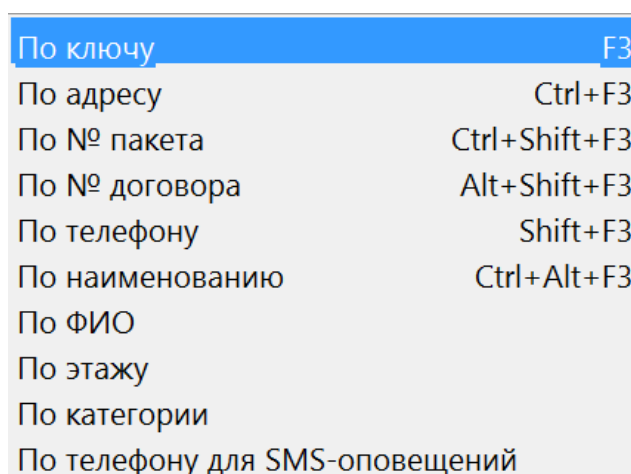 По ключу F3
По адресу Ctrl+F3
По № пакета Ctrl+Shift+F3
По № договора Alt+Shift+F3
По телефону Shift+F3
По наименованию Ctrl+Alt+F3
По ФИО
По этажу
По категории
По телефону для SMS-оповещений